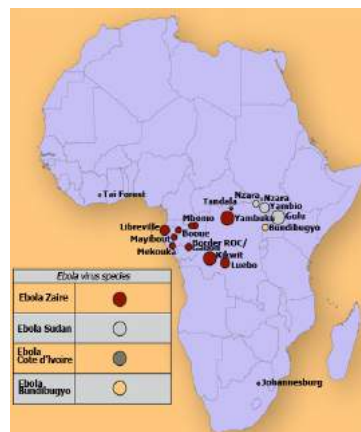 Tai Forest
Nzara
Nzara
Tandala
Yambio
Mbomo
Yambuku
Gulu
Libreville
Booue
Bundibugyo
Mayibout
Border ROC/
Mekouka
Kikwit
Luebo
Ebola virus species
Ebola Zaire
Ebola Sudan
Ebola
Cote d'Ivoire
Ebola
Bundibugyo
Johannesburg